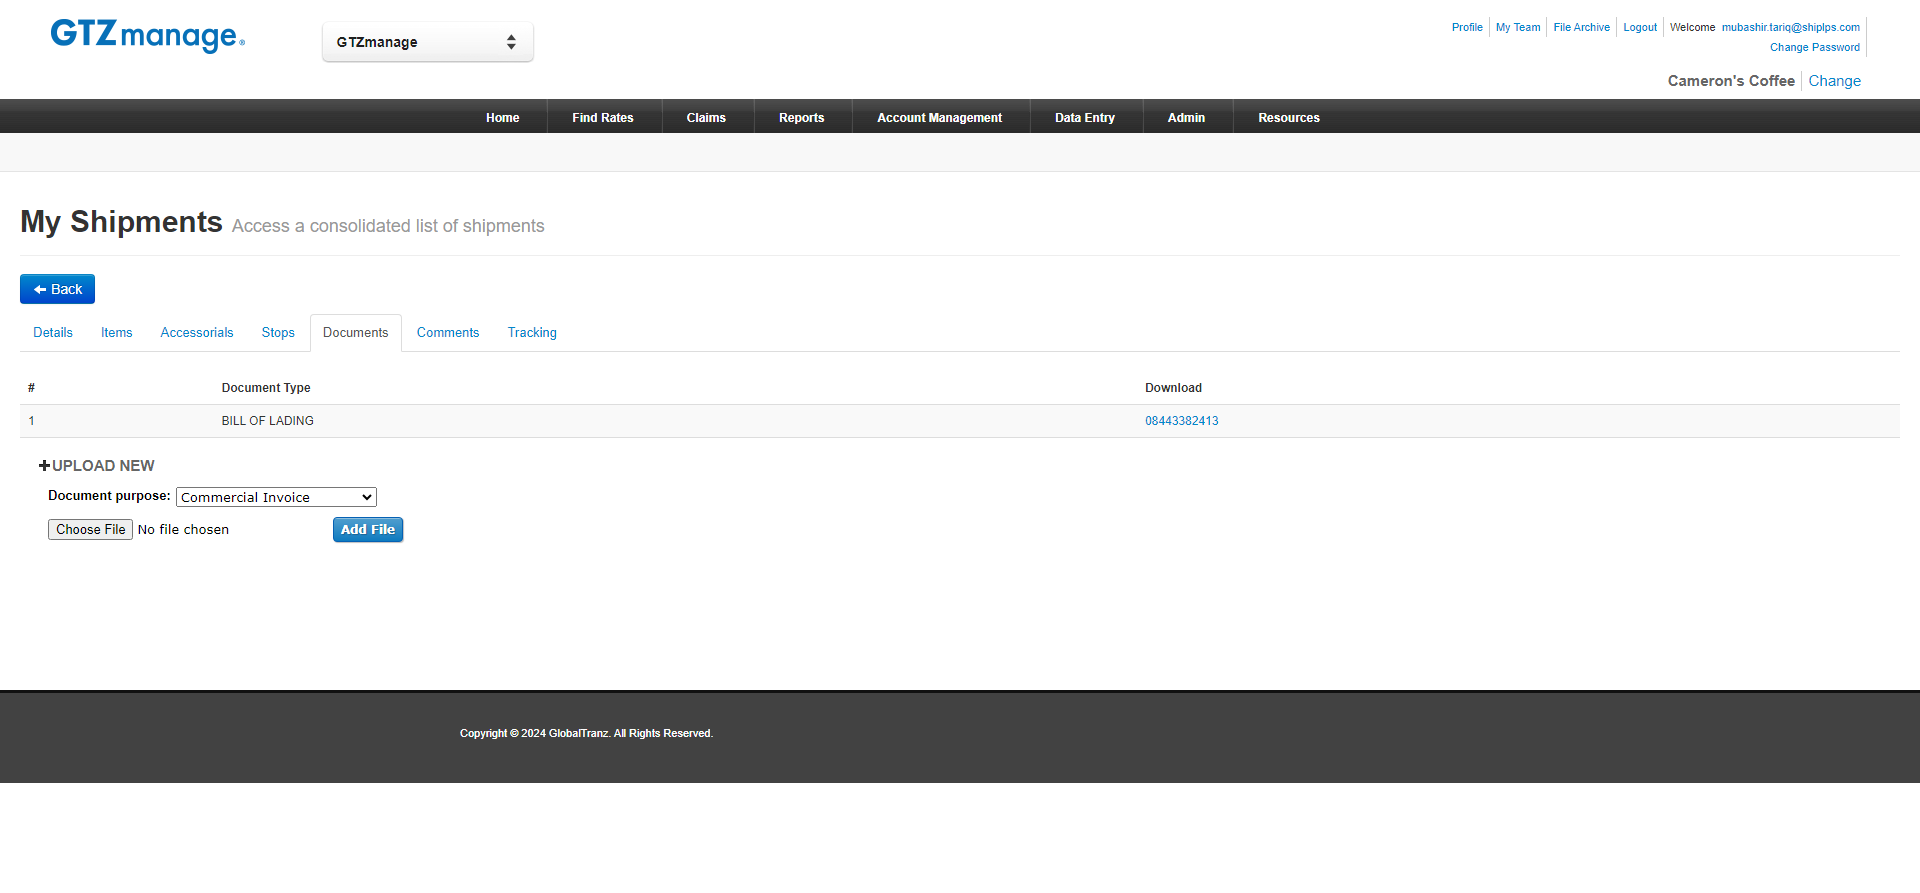 GTZmanage®
GTZmanage
Profile My Team File Archive Logout Welcome mubashir.tariq@shiplps.com
Change Password
Cameron's Coffee Change
Home Find Rates Claims Reports Account Management Data Entry Admin Resources
My Shipments Access a consolidated list of shipments
Back
Details Items Accessorials Stops Documents Comments Tracking
# Document Type Download
1 BILL OF LADING 08443382413
UPLOAD NEW
Document purpose: Commercial Invoice
Choose File No file chosen Add File
Copyright © 2024 GlobalTranz. All Rights Reserved.